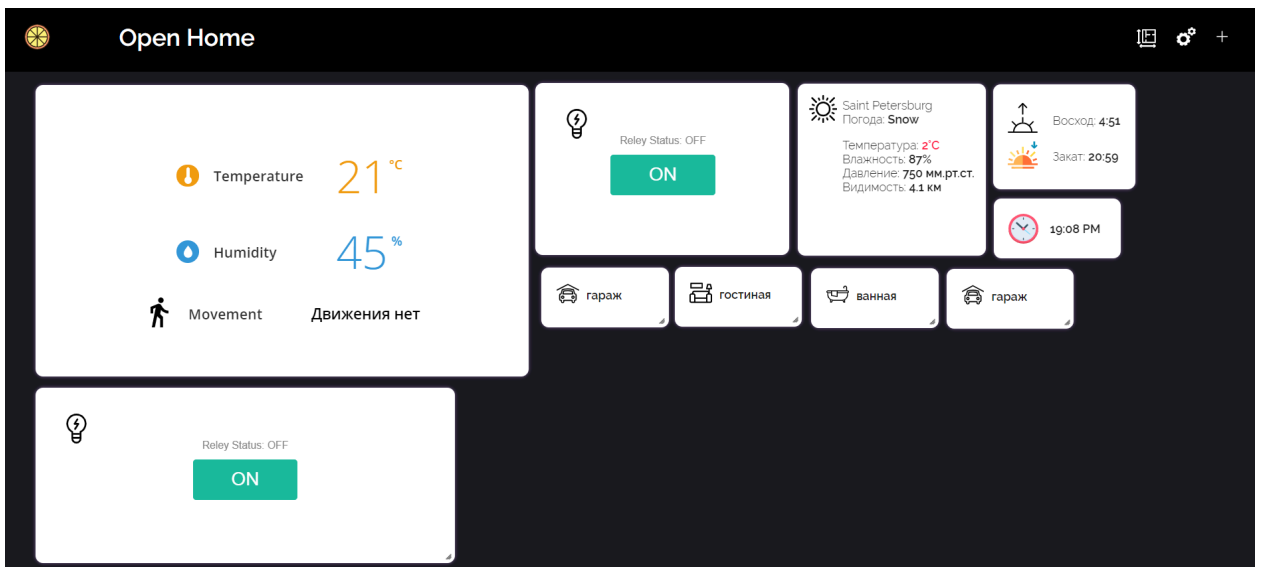 Open Home
Temperature 21 °C
Humidity 45 %
Movement Движения нет
Reley Status: OFF
ON
Saint Petersburg
Погода: Snow
Температура: 2°C
Влажность: 87%
Давление: 750 мм.рт.ст.
Видимость: 4.1 км
Восход: 4:51
Закат: 20:59
19:08 PM
гараж
гостиная
ванная
гараж
Reley Status: OFF
ON